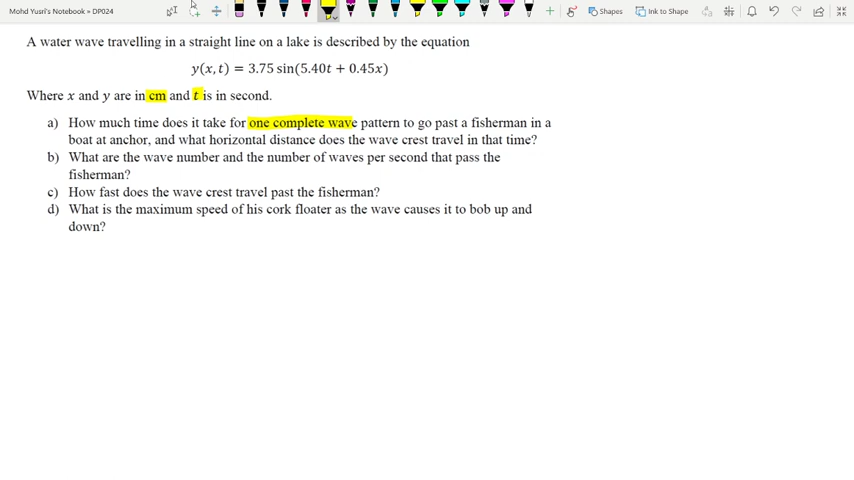 Mohd Yusri's Notebook » DP024
Shapes
Ink to Shape
A water wave travelling in a straight line on a lake is described by the equation
y(x, t) = 3.75 sin(5.40t + 0.45x)
Where x and y are in cm and t is in second.
a) How much time does it take for one complete wave pattern to go past a fisherman in a
boat at anchor, and what horizontal distance does the wave crest travel in that time?
b) What are the wave number and the number of waves per second that pass the
fisherman?
c) How fast does the wave crest travel past the fisherman?
d) What is the maximum speed of his cork floater as the wave causes it to bob up and
down?